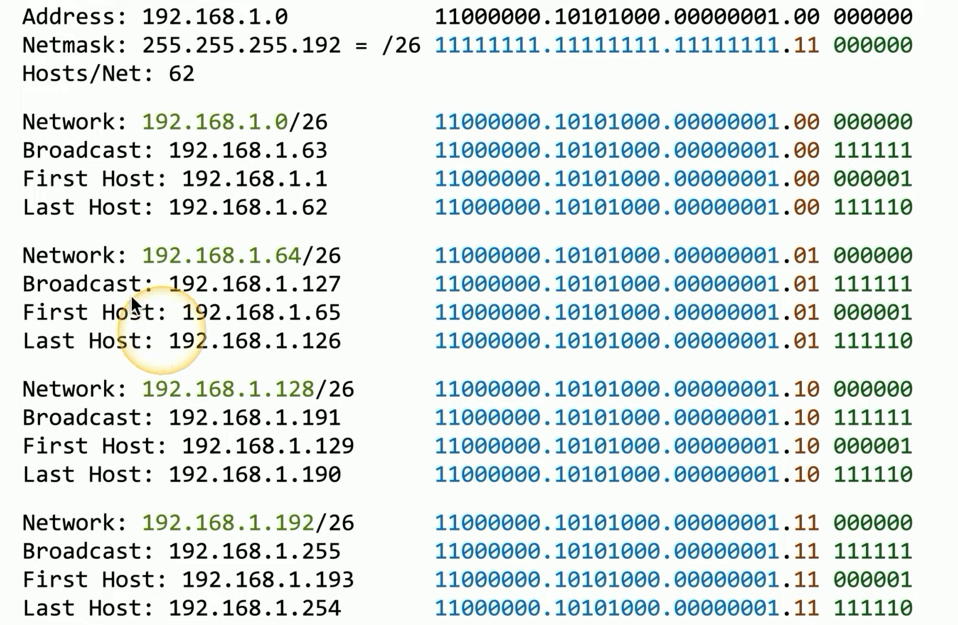 Address: 192.168.1.0 11000000.10101000.00000001.00 000000
Netmask: 255.255.255.192 = /26 11111111.11111111.11111111.11 000000
Hosts/Net: 62
Network: 192.168.1.0/26 11000000.10101000.00000001.00 000000
Broadcast: 192.168.1.63 11000000.10101000.00000001.00 111111
First Host: 192.168.1.1 11000000.10101000.00000001.00 000001
Last Host: 192.168.1.62 11000000.10101000.00000001.00 111110
Network: 192.168.1.64/26 11000000.10101000.00000001.01 000000
Broadcast: 192.168.1.127 11000000.10101000.00000001.01 111111
First Host: 192.168.1.65 11000000.10101000.00000001.01 000001
Last Host: 192.168.1.126 11000000.10101000.00000001.01 111110
Network: 192.168.1.128/26 11000000.10101000.00000001.10 000000
Broadcast: 192.168.1.191 11000000.10101000.00000001.10 111111
First Host: 192.168.1.129 11000000.10101000.00000001.10 000001
Last Host: 192.168.1.190 11000000.10101000.00000001.10 111110
Network: 192.168.1.192/26 11000000.10101000.00000001.11 000000
Broadcast: 192.168.1.255 11000000.10101000.00000001.11 111111
First Host: 192.168.1.193 11000000.10101000.00000001.11 000001
Last Host: 192.168.1.254 11000000.10101000.00000001.11 111110